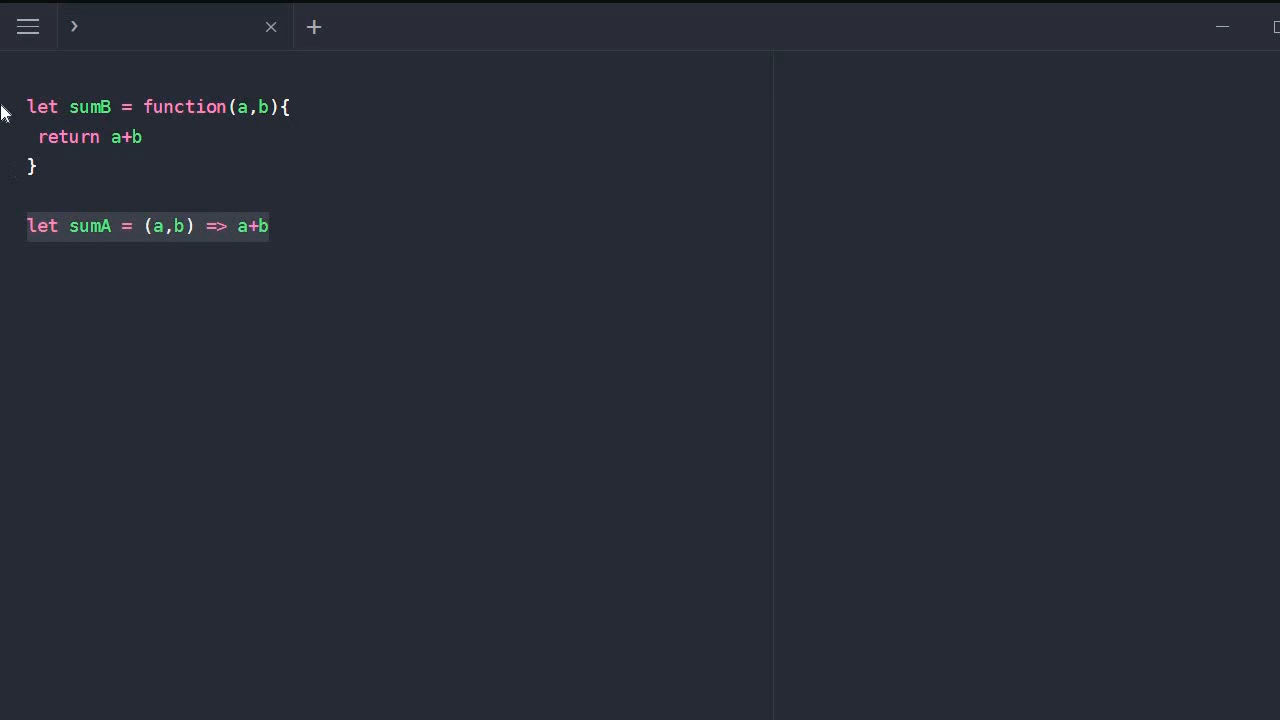 let sumB = function(a,b){
 return a+b
}
let sumA = (a,b) => a+b